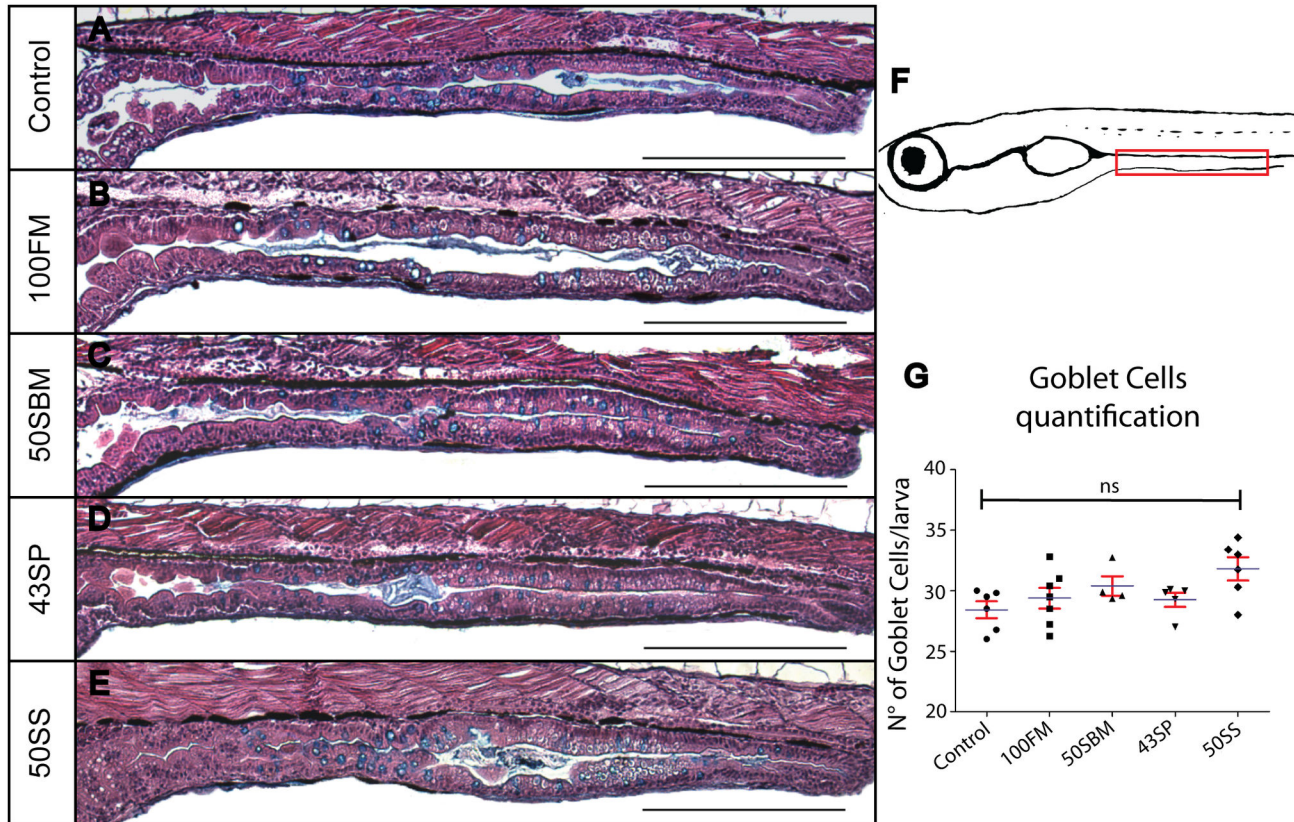 Control
A
100FM
B
50SBM
C
43SP
D
50SS
E
F
G
Goblet Cells
quantification
N° of Goblet Cells/larva
40
35
30
25
20
ns
Control
100FM
50SBM
43SP
50SS